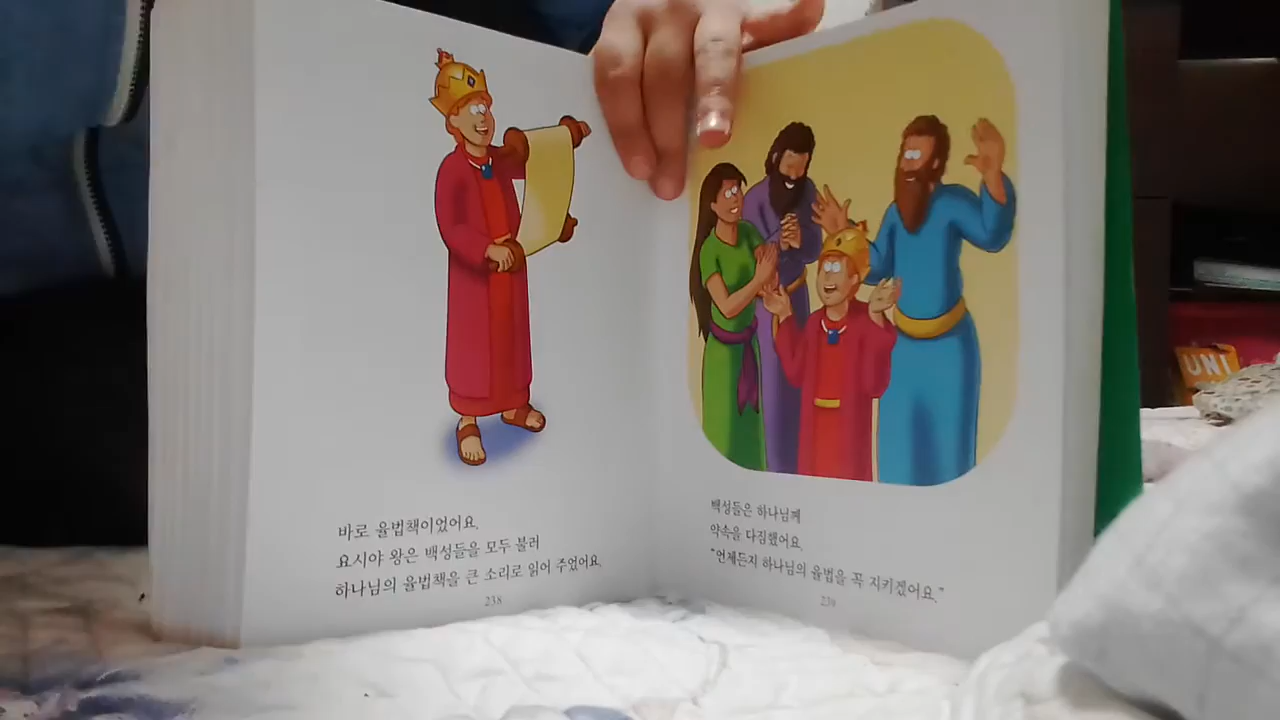 바로 율법책이었어요.
요시야 왕은 백성들을 모두 불러
하나님의 율법책을 큰 소리로 읽어 주었어요.
238
백성들은 하나님께
약속을 다짐했어요.
"언제든지 하나님의 율법을 꼭 지키겠어요."
239
UNI